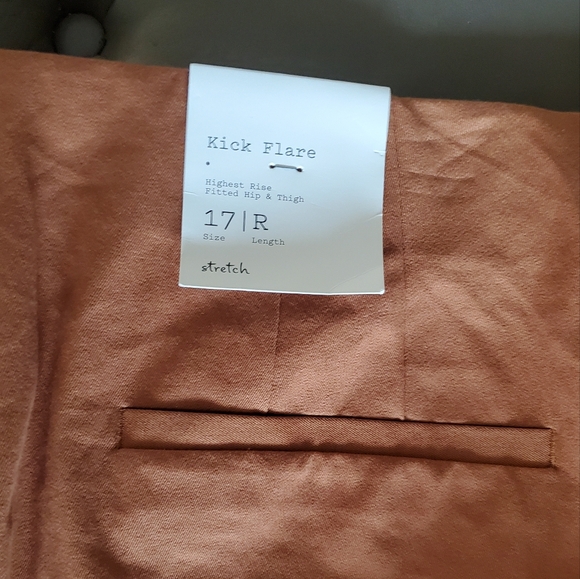 Kick Flare
Highest Rise
Fitted Hip & Thigh
17|R
Size Length
stretch